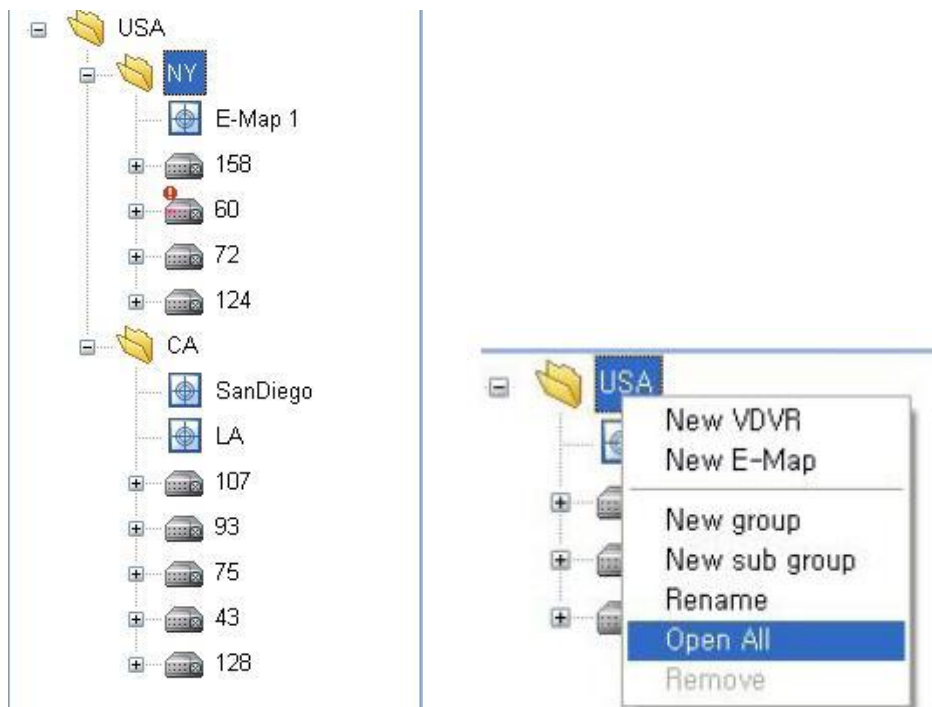 USA
NY
E-Map 1
158
60
72
124
CA
SanDiego
LA
107
93
75
43
128
USA
New VDVR
New E-Map
New group
New sub group
Rename
Open All
Remove